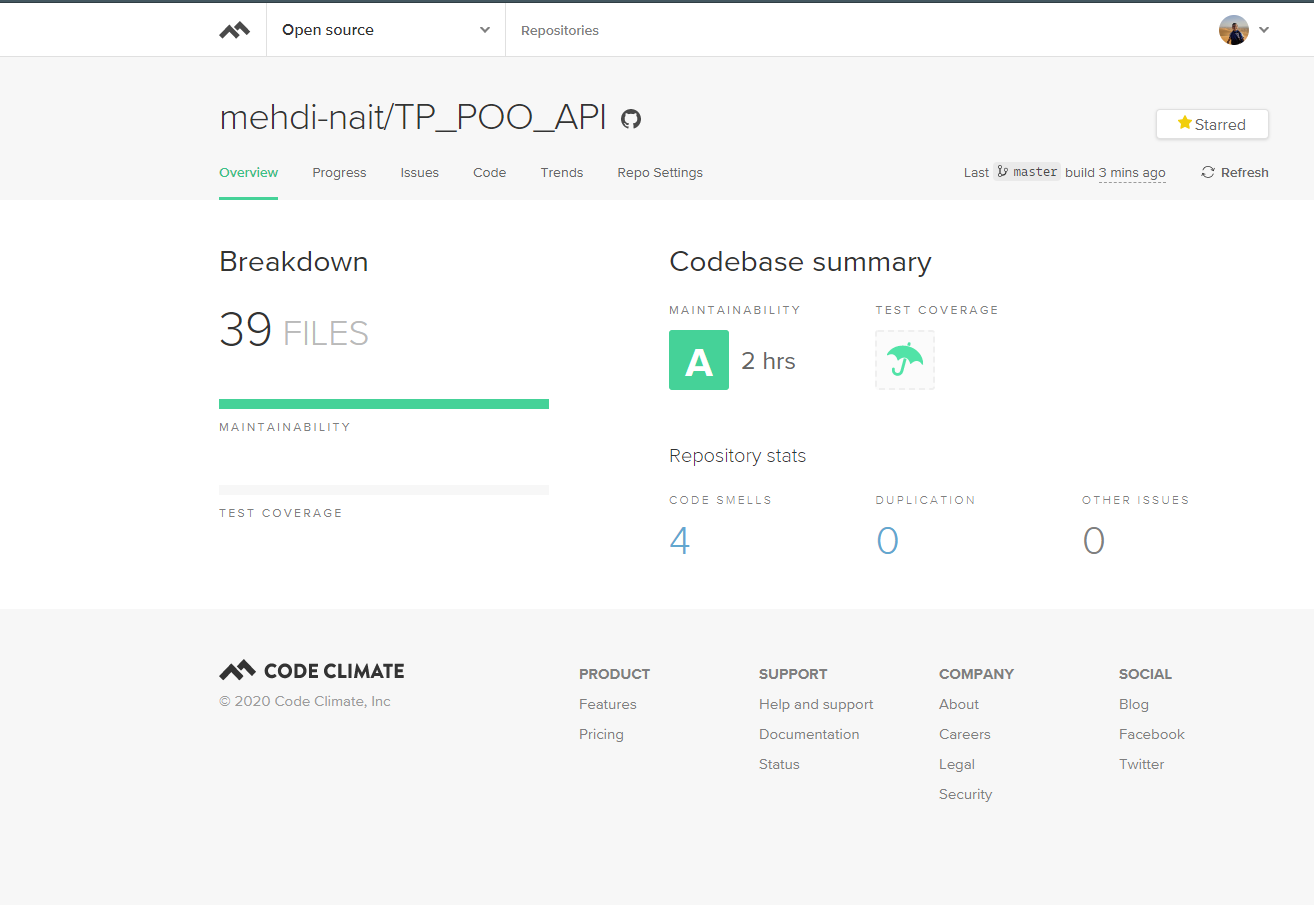 Open source
Repositories
mehdi-nait/TP_POO_API
Starred
Overview Progress Issues Code Trends Repo Settings
Last master build 3 mins ago Refresh
Breakdown
39 FILES
MAINTAINABILITY
TEST COVERAGE
Codebase summary
MAINTAINABILITY
A 2 hrs
TEST COVERAGE
Repository stats
CODE SMELLS
4
DUPLICATION
0
OTHER ISSUES
0
CODE CLIMATE
© 2020 Code Climate, Inc
PRODUCT
Features
Pricing
SUPPORT
Help and support
Documentation
Status
COMPANY
About
Careers
Legal
Security
SOCIAL
Blog
Facebook
Twitter